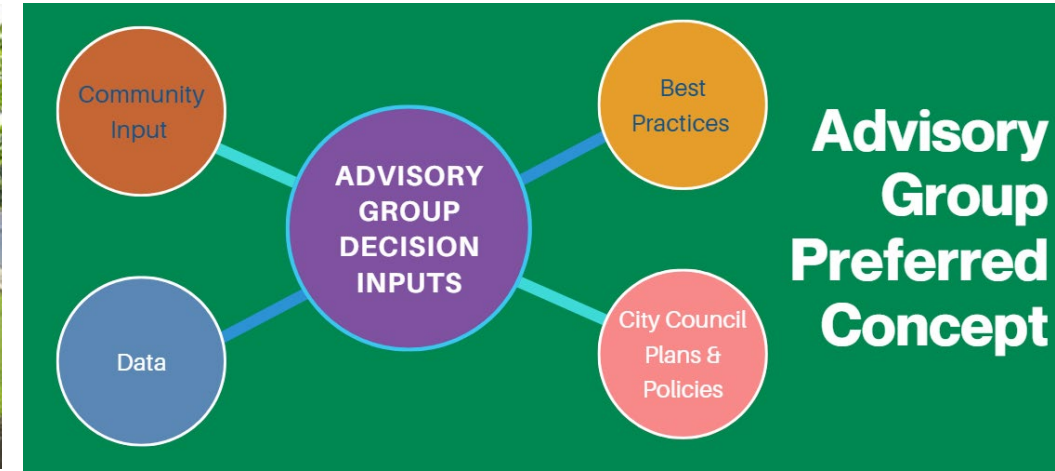 Community
Input
Best
Practices
ADVISORY
GROUP
DECISION
INPUTS
Data
City Council
Plans &
Policies
Advisory
Group
Preferred
Concept